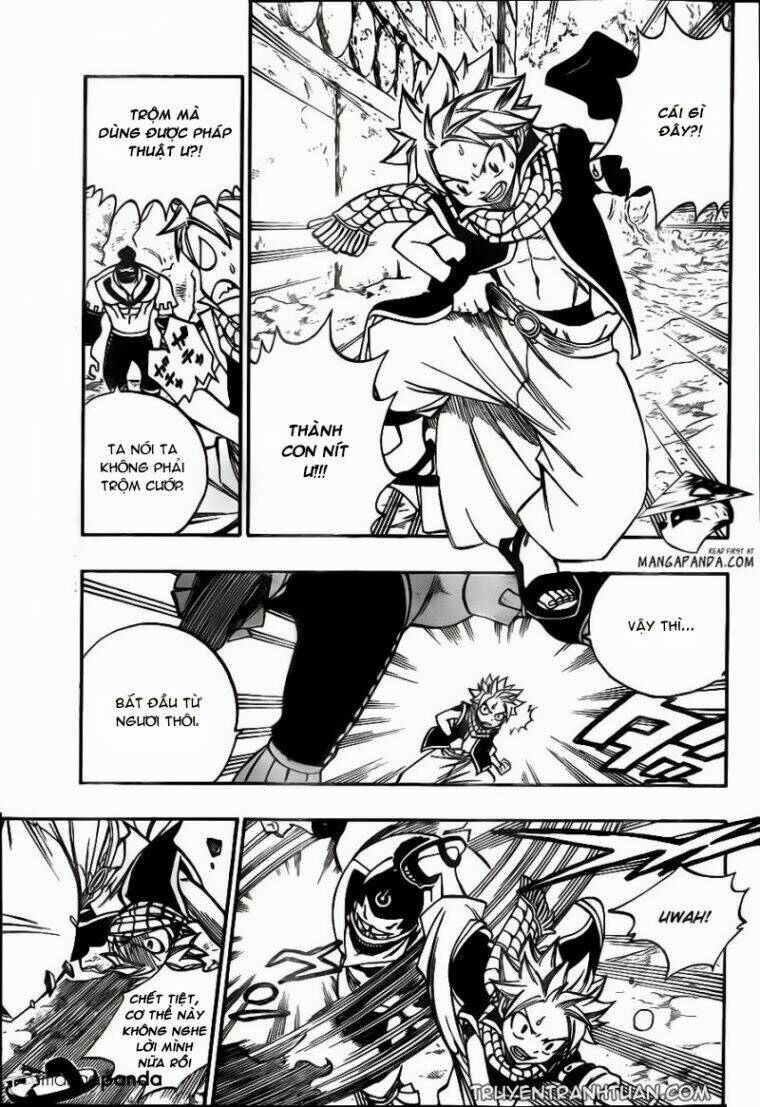 CÁI GÌ
ĐÂY?!
THÀNH
CON NÍT
Ư!!!
TRỘM MÀ
DÙNG ĐƯỢC PHÁP
THUẬT Ư?!
TA NÓI TA
KHÔNG PHẢI
TRỘM CƯỚP.
READ FIRST AT
MANGAPANDA.COM
VẬY THÌ...
BẮT ĐẦU TỪ
NGƯƠI THÔI.
UWAH!
CHẾT TIỆT,
CƠ THỂ NÀY
KHÔNG NGHE
LỜI MÌNH
NỮA RỒI
mangapanda
TRUYENTRANHTUAN.COM